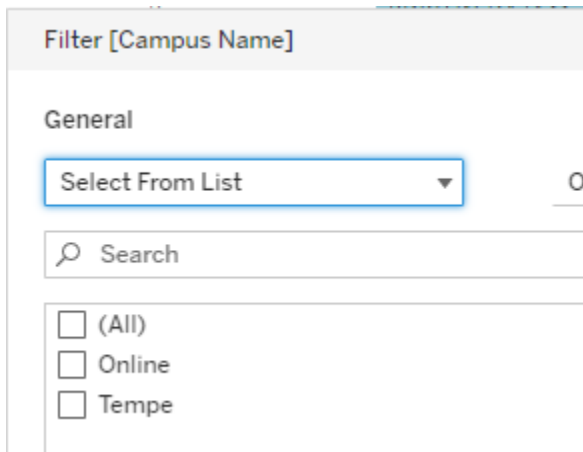 Filter [Campus Name]
General
Select From List
Search
(All)
Online
Tempe